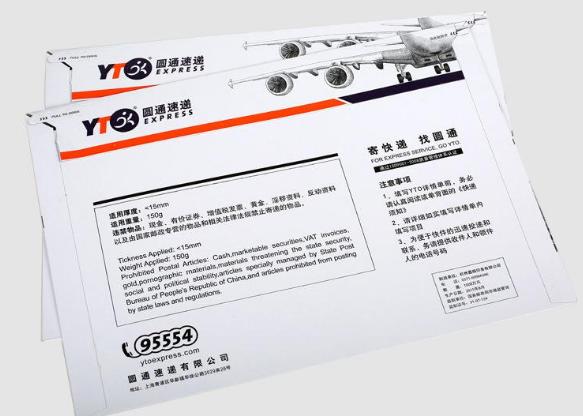 YTO 圆通速递
EXPRESS
YTO 圆通速递
EXPRESS
寄快递 找圆通
FOR EXPRESS SERVICE, GO YTO.
注意事项
1、填写YTO详情单前，务必
请认真阅读该单背面的《快递
须知》
2、请详细如实填写详情单内
填写项目
3、为便于快件的迅速投递和
联系，务请提供收件人和寄件
人的电话号码
适用厚度：<15mm
适用重量：150g
违禁物品：现金、有价证券、增值税发票、黄金、淫秽资料、反动资料
以及由国家邮政专营的物品和相关法律法规禁止寄递的物品。
Tickness Applied: <15mm
Weight Applied: 150g
Prohibited Postal Articles: Cash,marketable securities,VAT invoices,
gold,pornographic materials,materials threatening the state security,
social and political stability,articles specially managed by State Post
Bureau of People's Republic of China,and articles prohibited from posting
by state laws and regulations.
95554
ytoexpress.com
圆通速递有限公司
地址：上海青浦区华新镇华徐公路3029弄28号